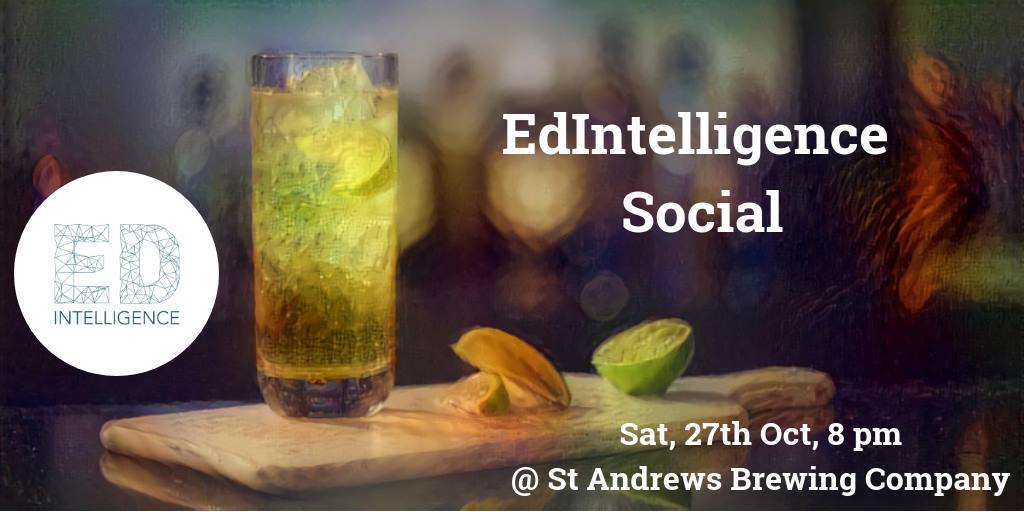 EdIntelligence
Social
ED
INTELLIGENCE
Sat, 27th Oct, 8 pm
@ St Andrews Brewing Company